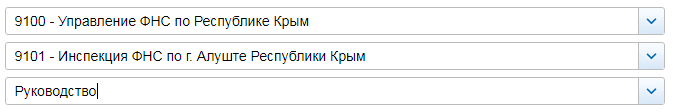 9100 - Управление ФНС по Республике Крым
9101 - Инспекция ФНС по г. Алуште Республики Крым
Руководство